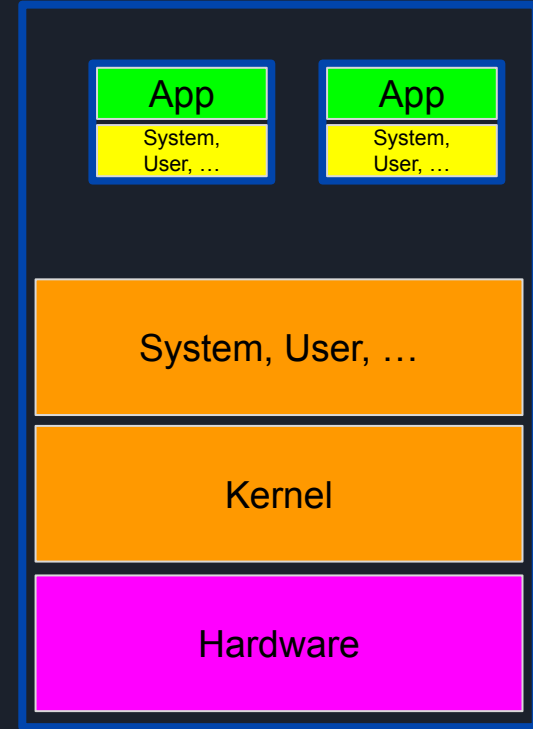 App
System,
User, …
App
System,
User, …
System, User, …
Kernel
Hardware